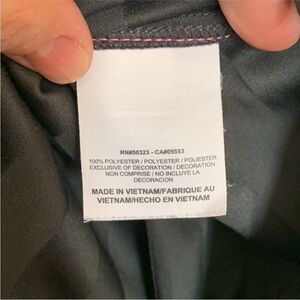 RN#56323 - CA#05553
100% POLYESTER / POLYESTER / POLIESTER
EXCLUSIVE OF DECORATION / DECORATION
NON COMPRISE / NO INCLUYE LA
DECORACION
MADE IN VIETNAM/FABRIQUE AU
VIETNAM/HECHO EN VIETNAM